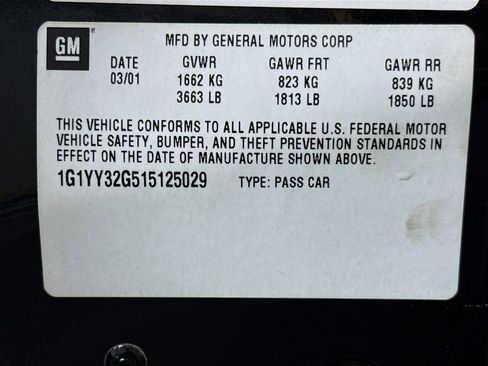 GM
MFD BY GENERAL MOTORS CORP
DATE GVWR GAWR FRT GAWR RR
03/01 1662 KG 823 KG 839 KG
3663 LB 1813 LB 1850 LB
THIS VEHICLE CONFORMS TO ALL APPLICABLE U.S. FEDERAL MOTOR
VEHICLE SAFETY, BUMPER, AND THEFT PREVENTION STANDARDS IN
EFFECT ON THE DATE OF MANUFACTURE SHOWN ABOVE.
1G1YY32G515125029 TYPE: PASS CAR